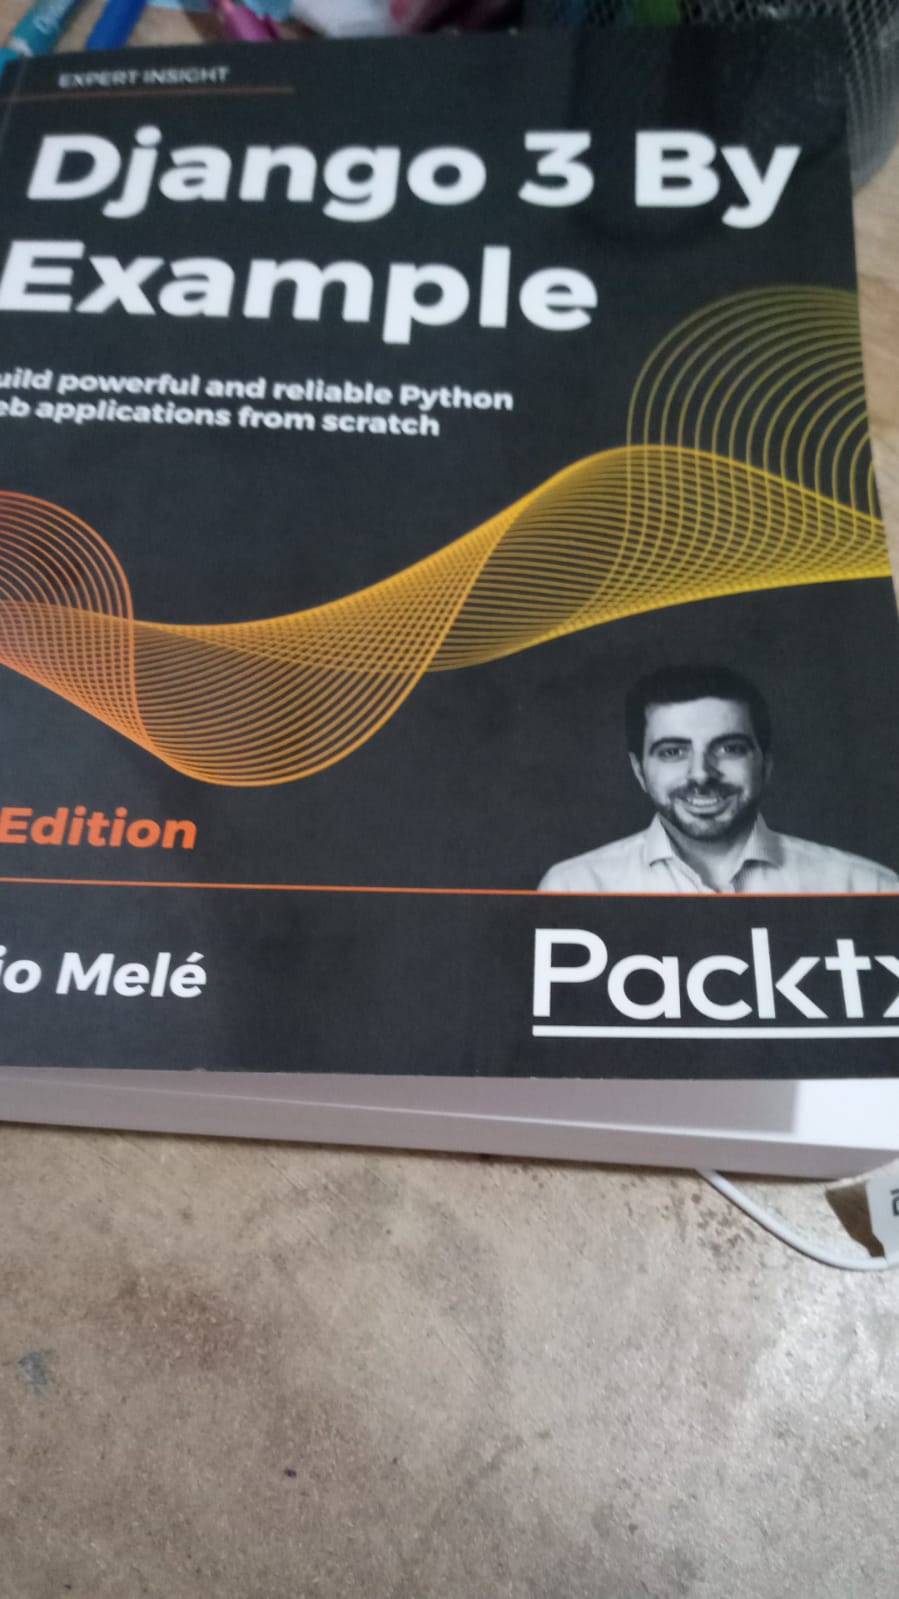 EXPERT INSIGHT
Django 3 By
Example
uild powerful and reliable Python
eb applications from scratch
Edition
io Melé
Packt>